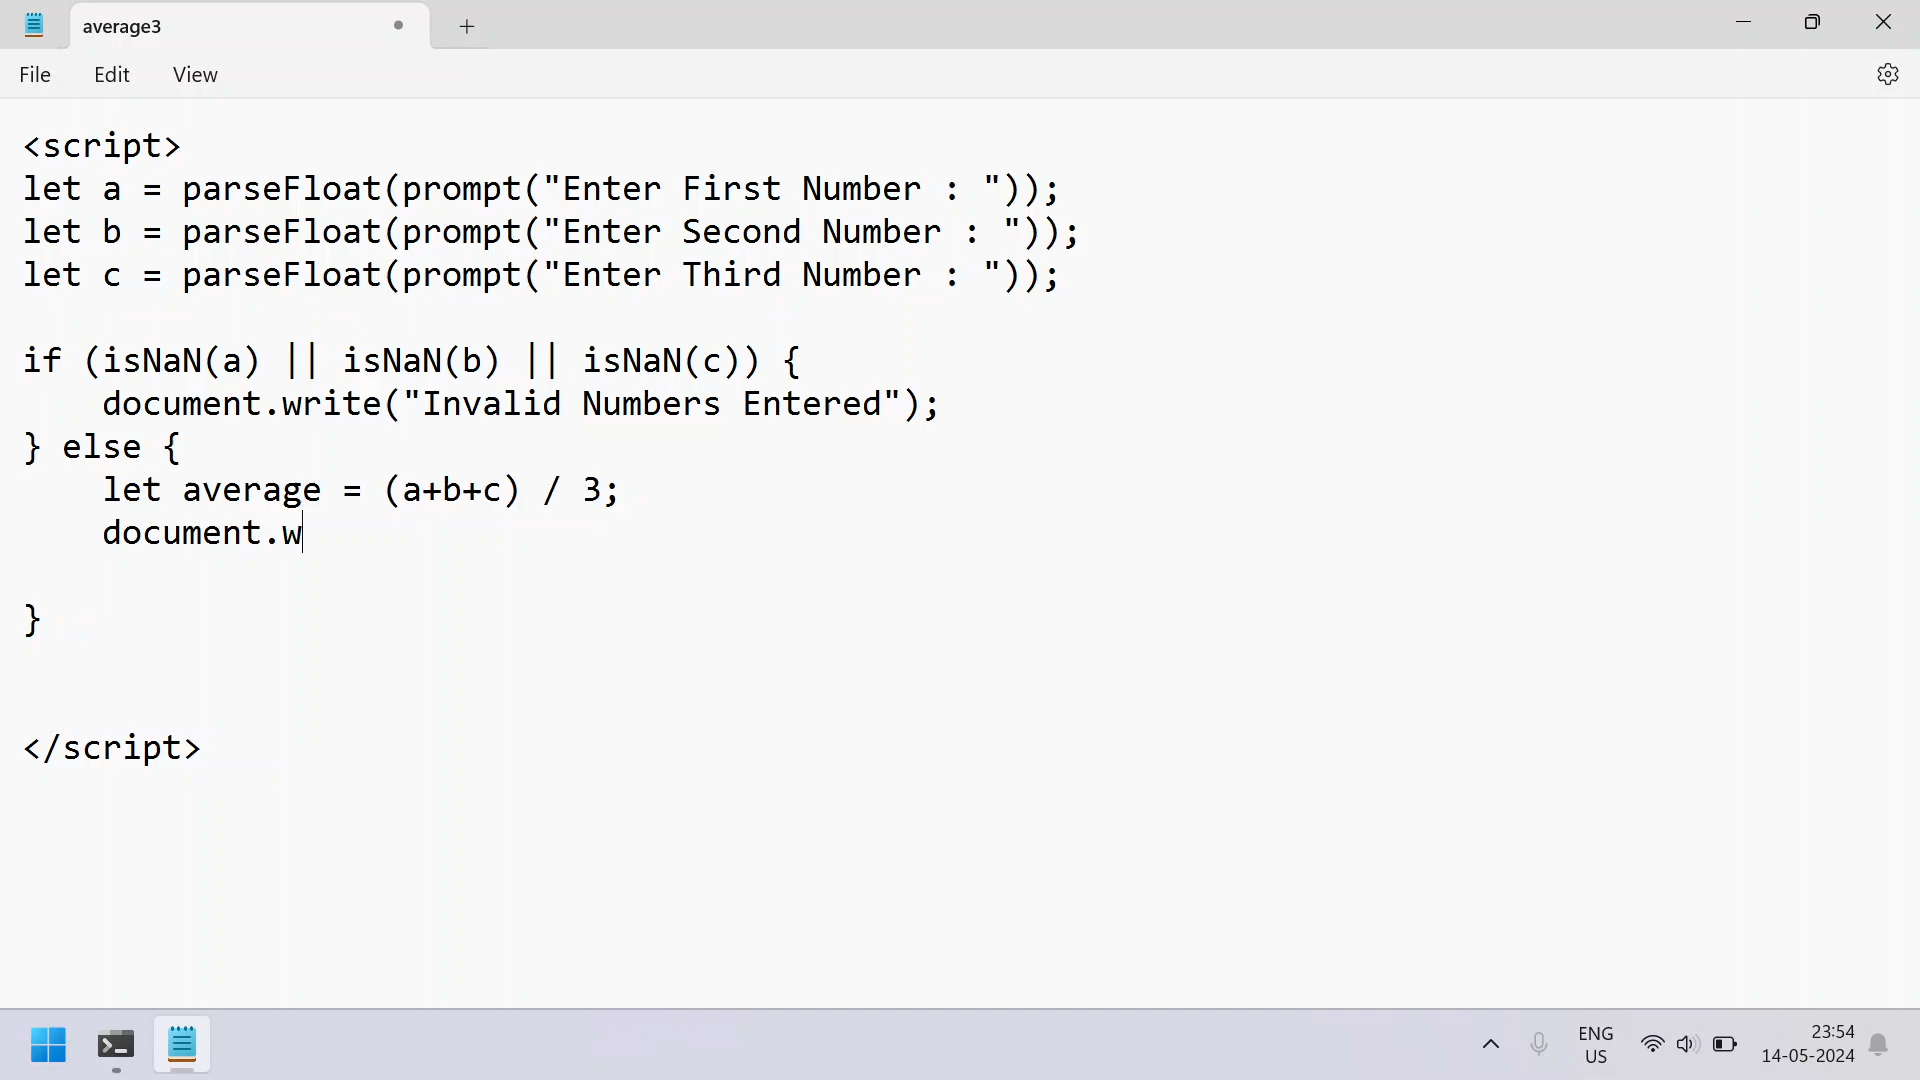 average3
File Edit View
<script>
let a = parseFloat(prompt("Enter First Number : "));
let b = parseFloat(prompt("Enter Second Number : "));
let c = parseFloat(prompt("Enter Third Number : "));
if (isNaN(a) || isNaN(b) || isNaN(c)) {
    document.write("Invalid Numbers Entered");
} else {
    let average = (a+b+c) / 3;
    document.w
}
</script>
ENG
US
23:54
14-05-2024